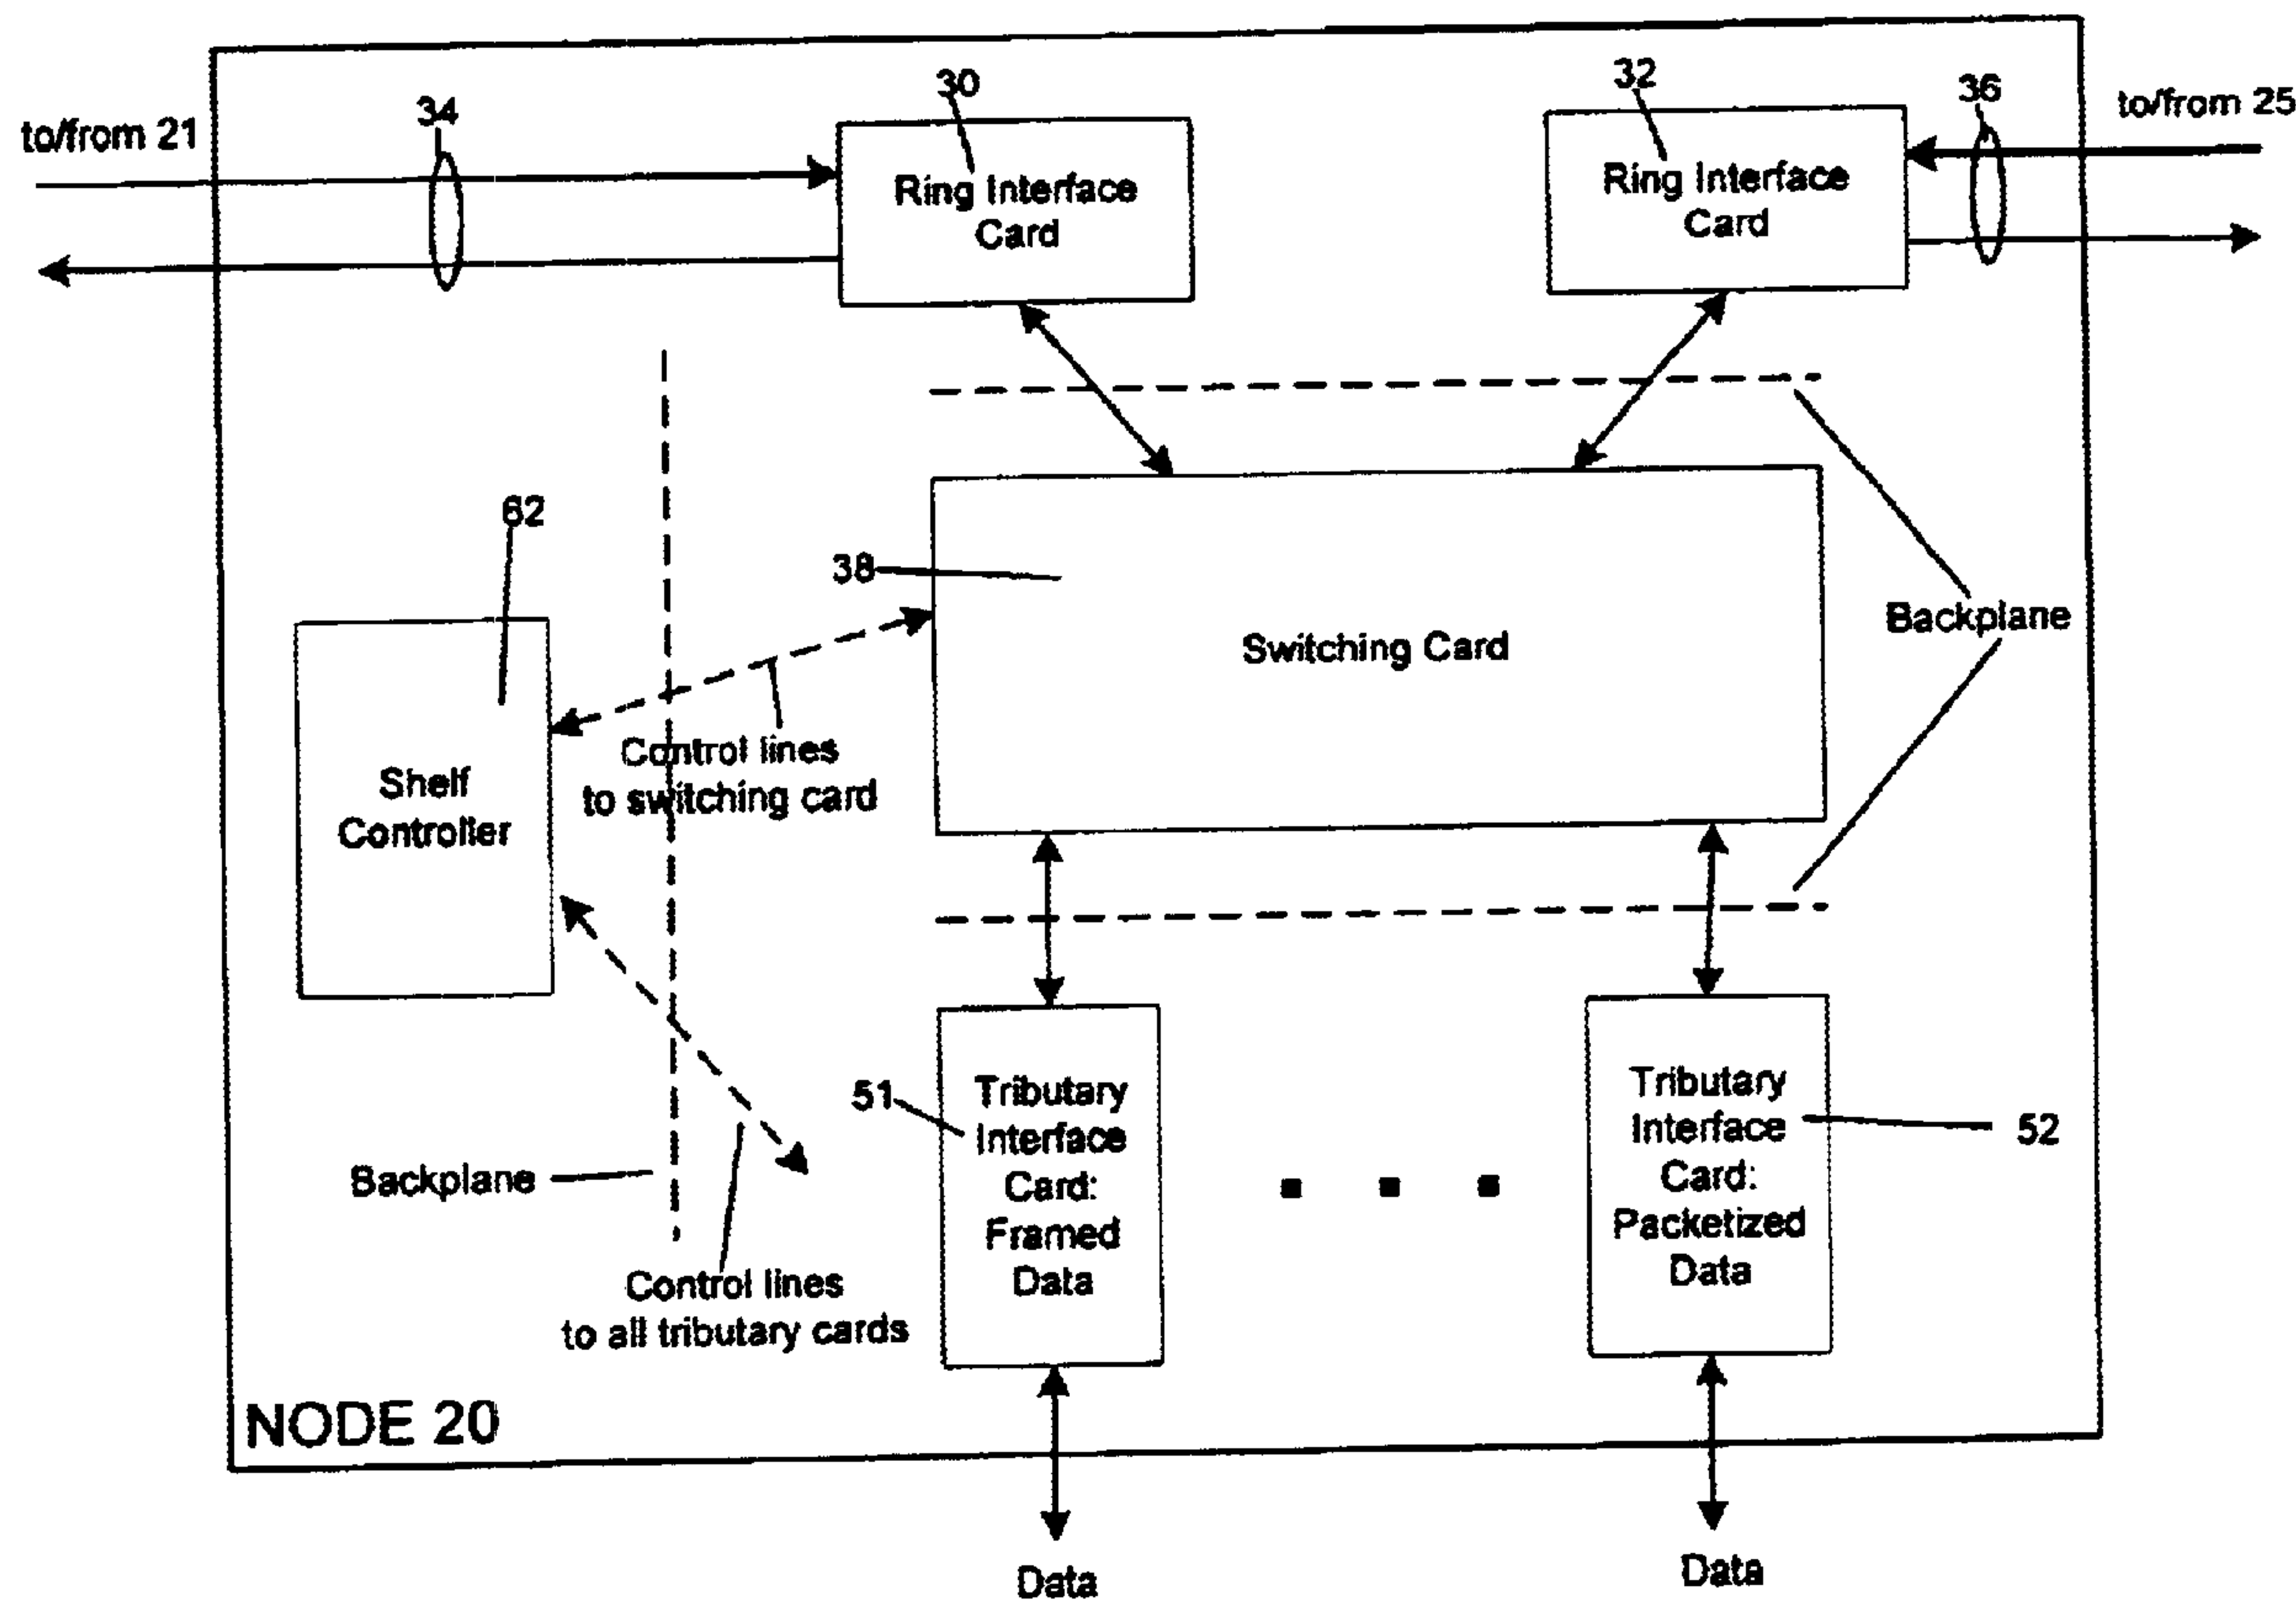 30
32
34
36
to/from 21
to/from 25
Ring Interface
Card
Ring Interface
Card
62
38
Switching Card
Backplane
Control lines
to switching card
Shelf
Controller
51
Tributary
Interface
Card:
Framed
Data
Tributary
Interface
Card:
Packetized
Data
52
Backplane
Control lines
to all tributary cards
NODE 20
Data
Data